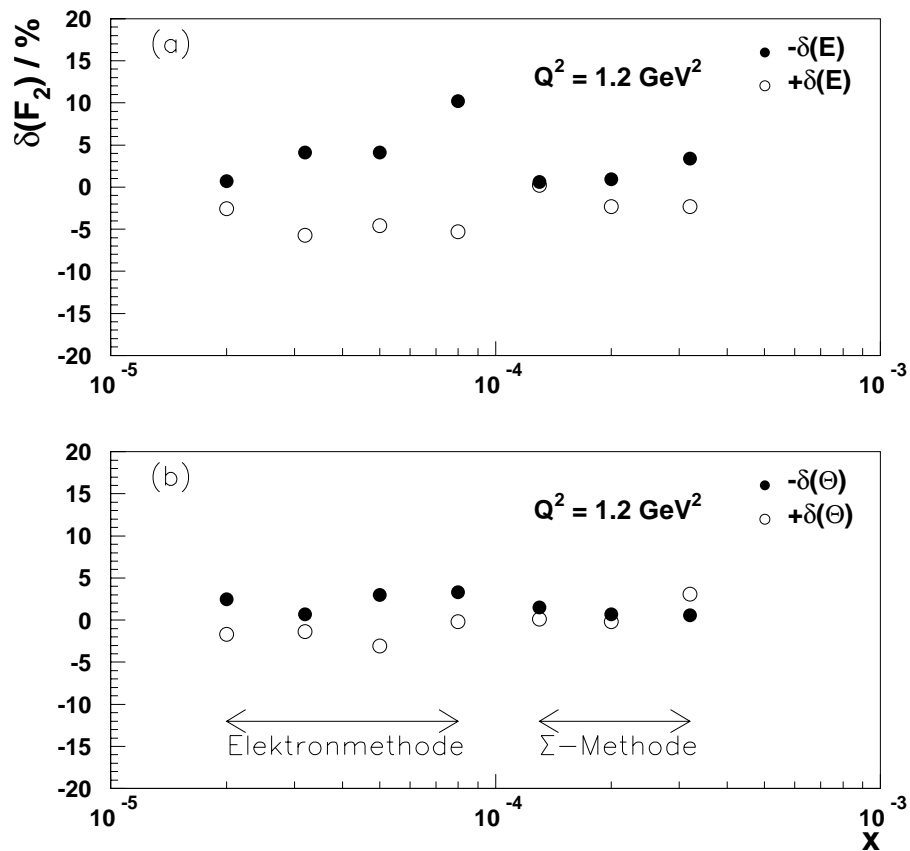 δ(F₂) / %
(a)
Q² = 1.2 GeV²
-δ(E)
+δ(E)
20
15
10
5
0
-5
-10
-15
-20
10⁻⁵
10⁻⁴
10⁻³
(b)
Q² = 1.2 GeV²
-δ(Θ)
+δ(Θ)
20
15
10
5
0
-5
-10
-15
-20
Elektronmethode
Σ-Methode
10⁻⁵
10⁻⁴
10⁻³
x